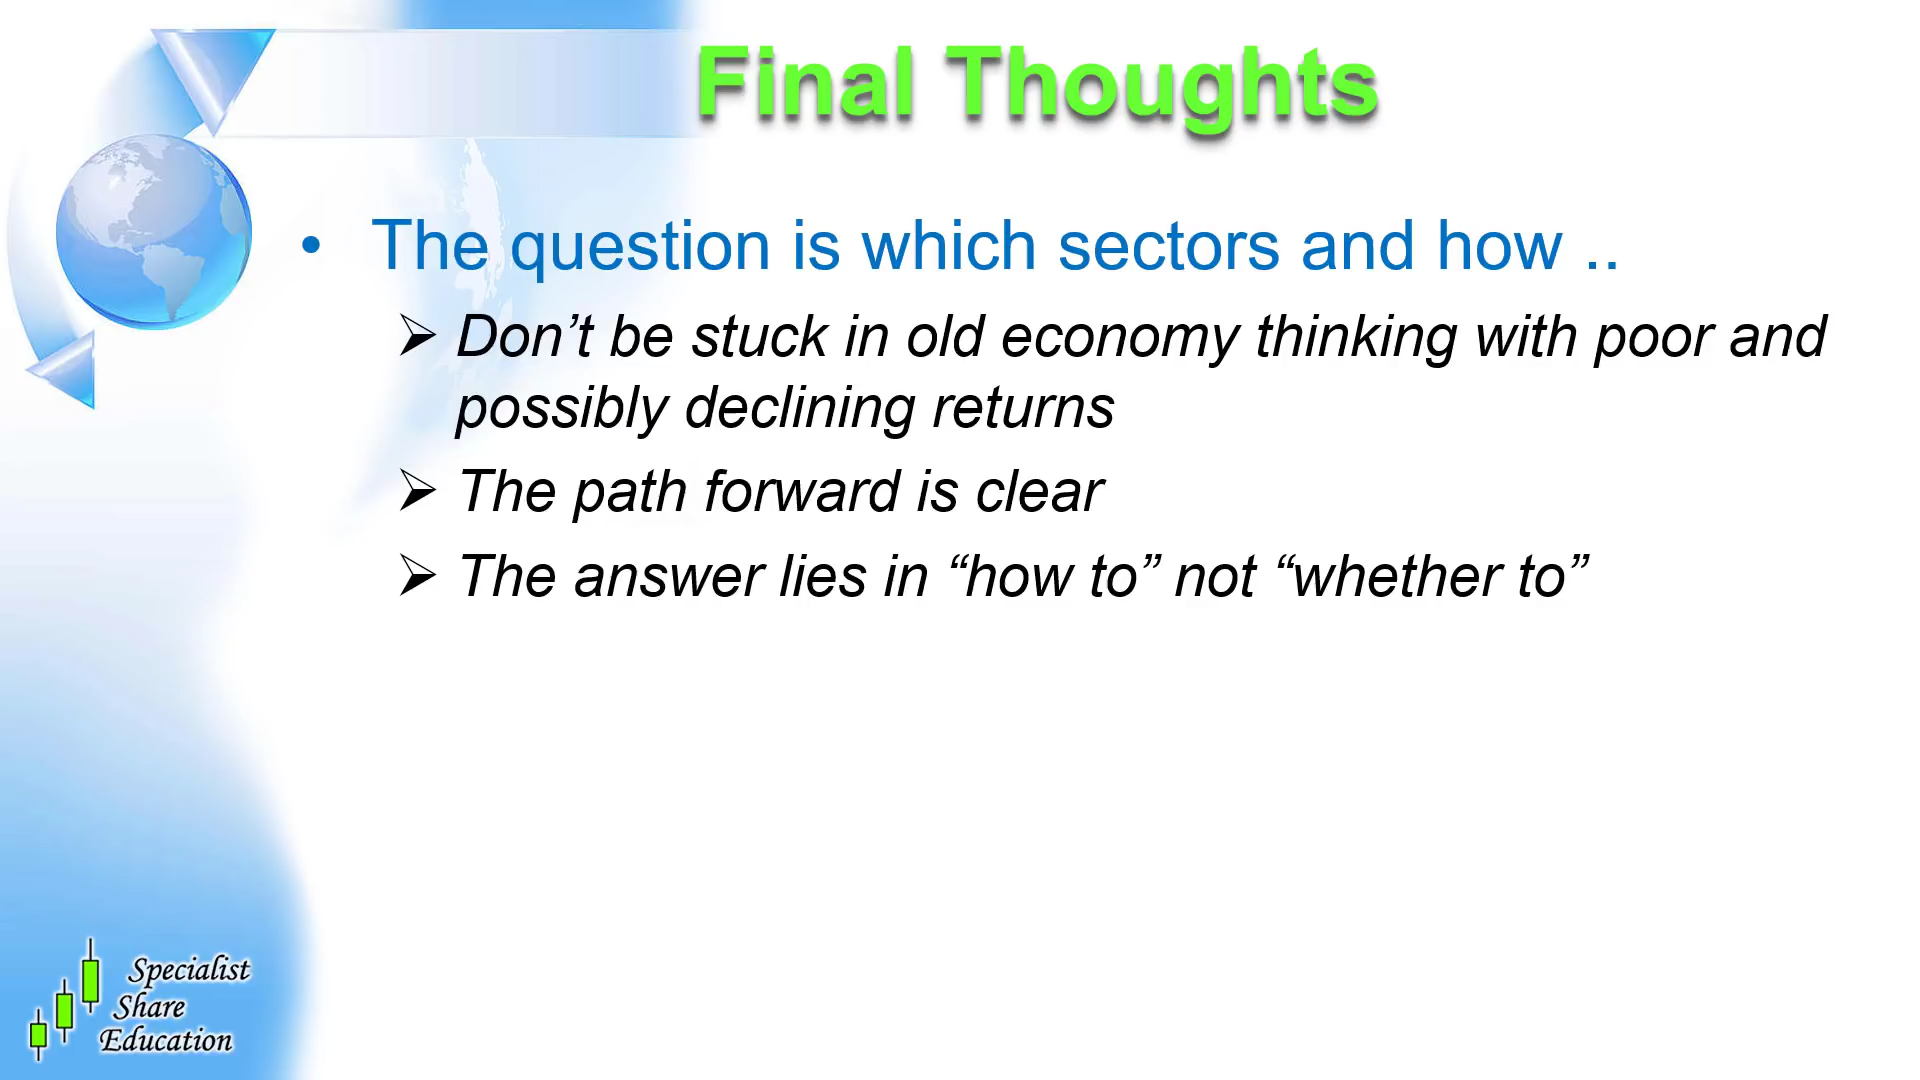 Final Thoughts
• The question is which sectors and how ..
➢ Don’t be stuck in old economy thinking with poor and
possibly declining returns
➢ The path forward is clear
➢ The answer lies in “how to” not “whether to”
Specialist
Share
Education